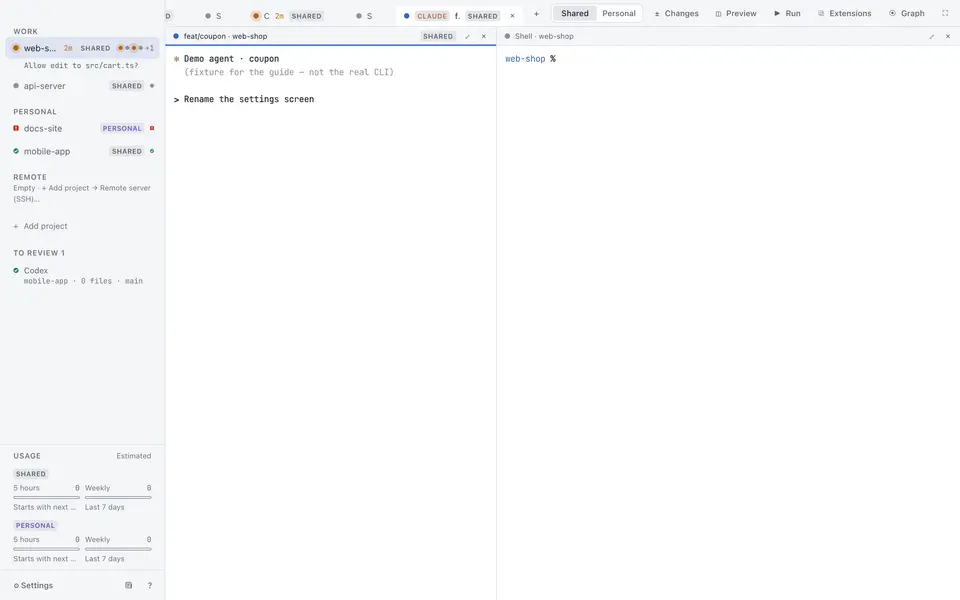 D S C 2m SHARED S CLAUDE f. SHARED × + Shared Personal ± Changes Preview Run Extensions Graph
WORK
web-s... 2m SHARED +1
Allow edit to src/cart.ts?
api-server SHARED
PERSONAL
docs-site PERSONAL
mobile-app SHARED
REMOTE
Empty · + Add project → Remote server
(SSH)...
+ Add project
TO REVIEW 1
Codex
mobile-app · 0 files · main
USAGE Estimated
SHARED
5 hours 0 Weekly 0
Starts with next ... Last 7 days
PERSONAL
5 hours 0 Weekly 0
Starts with next ... Last 7 days
Settings ?
feat/coupon · web-shop SHARED ×
✻ Demo agent · coupon
(fixture for the guide — not the real CLI)
> Rename the settings screen
Shell · web-shop ×
web-shop %